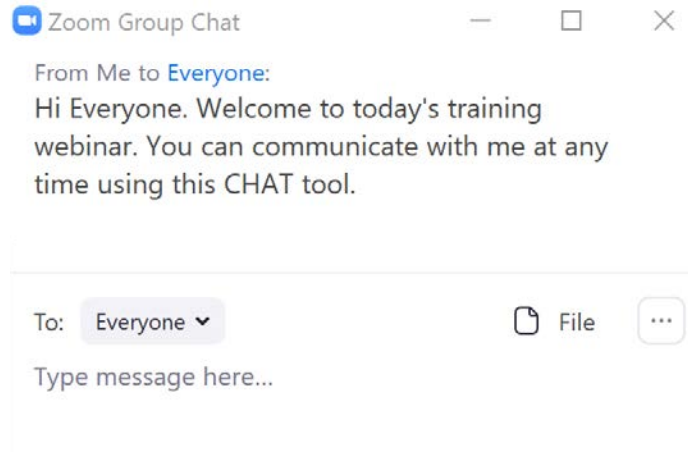 Zoom Group Chat
From Me to Everyone:
Hi Everyone. Welcome to today's training
webinar. You can communicate with me at any
time using this CHAT tool.
To: Everyone File ...
Type message here...